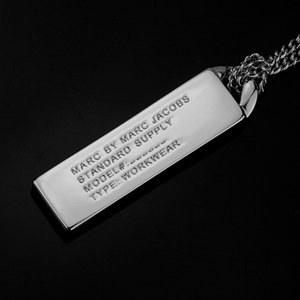 MARC BY MARC JACOBS
STANDARD SUPPLY
MODEL#:
TYPE: WORKWEAR